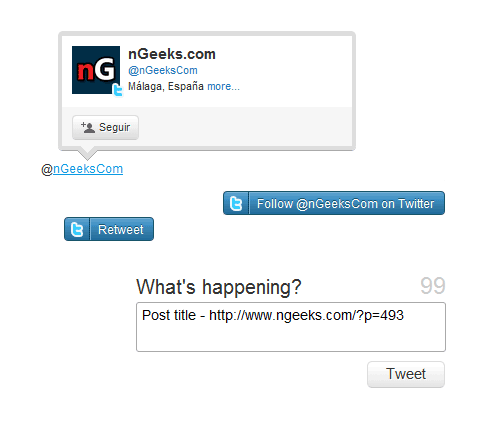 nG
nGeeks.com
@nGeeksCom
Málaga, España more...
Seguir
@nGeeksCom
Follow @nGeeksCom on Twitter
Retweet
What's happening? 99
Post title - http://www.ngeeks.com/?p=493
Tweet